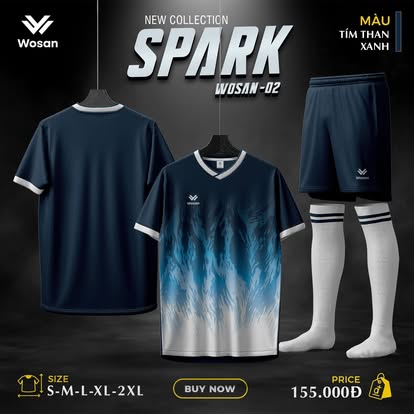 Wosan
NEW COLLECTION
SPARK
WOSAN-02
MÀU
TÍM THAN
XANH
Wosan
Wosan
SIZE
S-M-L-XL-2XL
BUY NOW
PRICE
155.000Đ